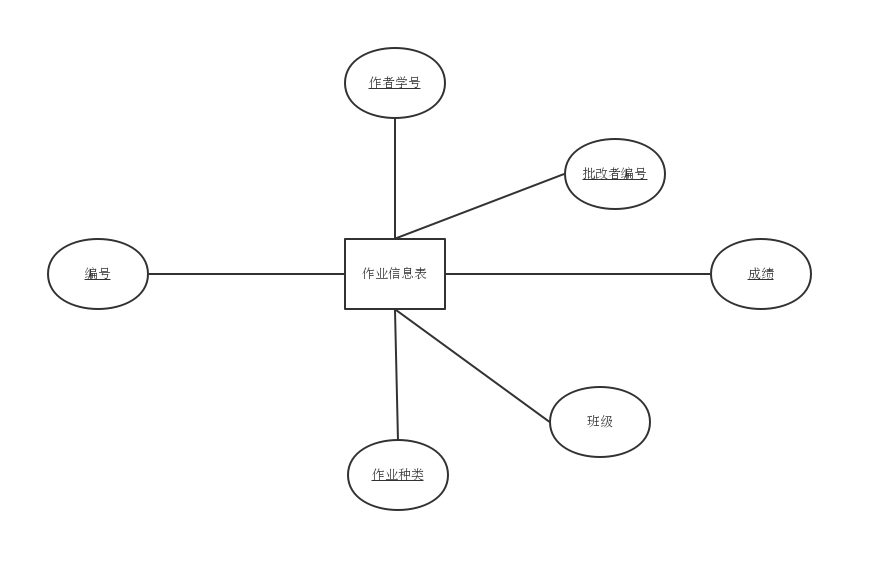 作者学号
批改者编号
编号
作业信息表
成绩
班级
作业种类